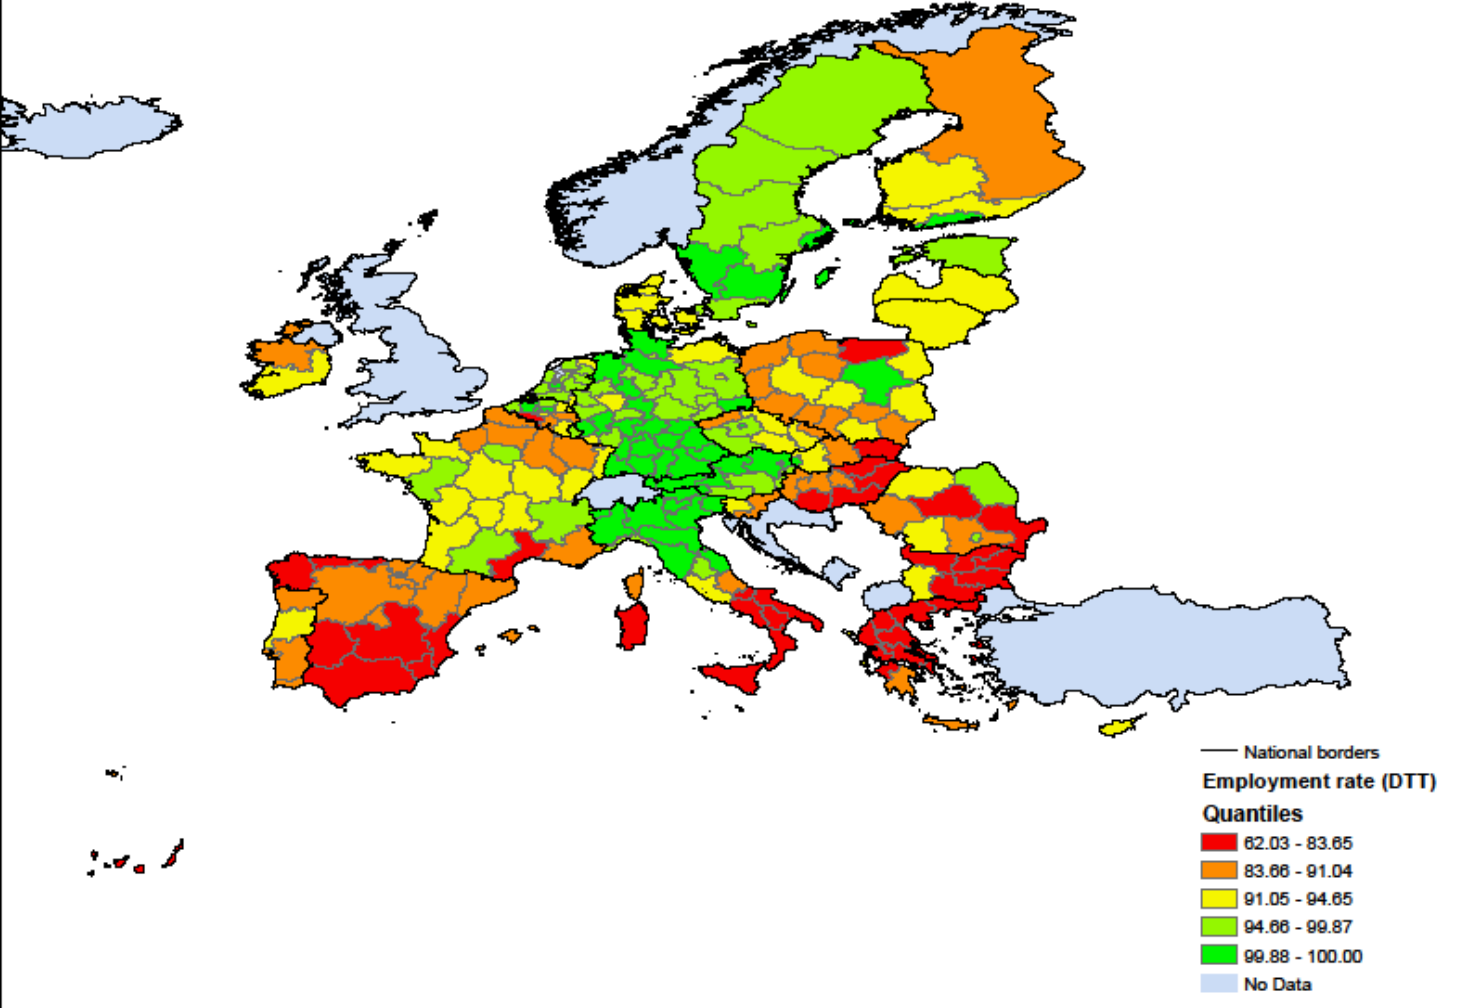 National borders
Employment rate (DTT)
Quantiles
62.03 - 83.65
83.66 - 91.04
91.05 - 94.65
94.66 - 99.87
99.88 - 100.00
No Data